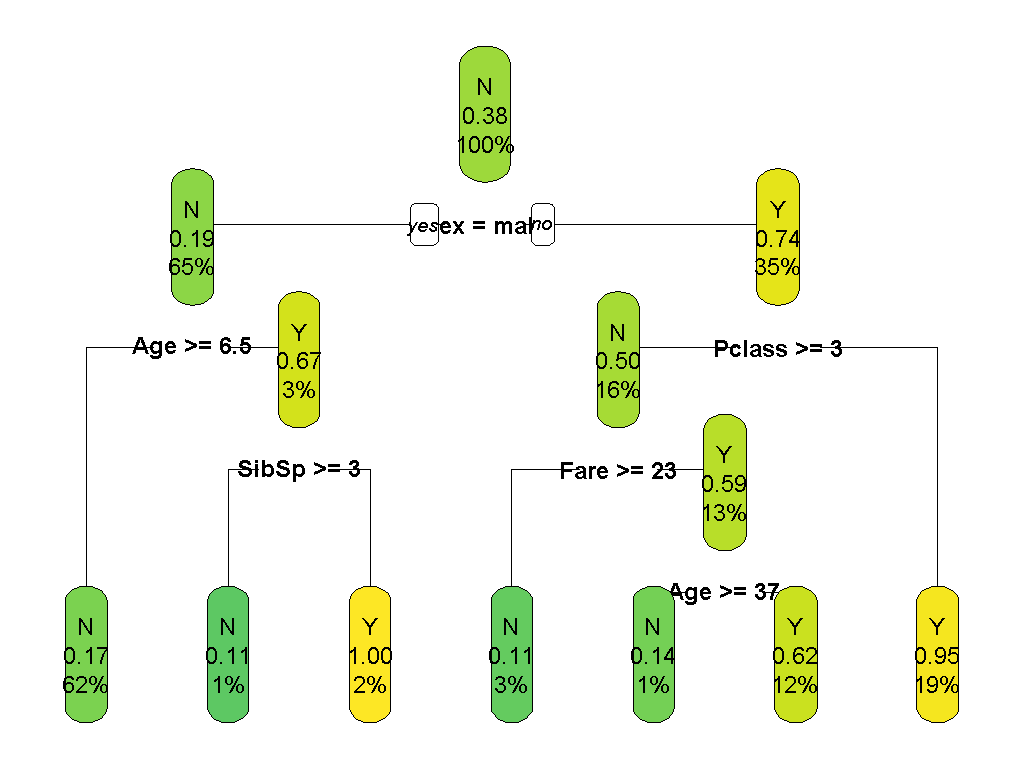 N
0.38
100%
yes
ex = mal
no
N
0.19
65%
Y
0.74
35%
Age >= 6.5
Y
0.67
3%
N
0.50
16%
Pclass >= 3
SibSp >= 3
Fare >= 23
Y
0.59
13%
Age >= 37
N
0.17
62%
N
0.11
1%
Y
1.00
2%
N
0.11
3%
N
0.14
1%
Y
0.62
12%
Y
0.95
19%